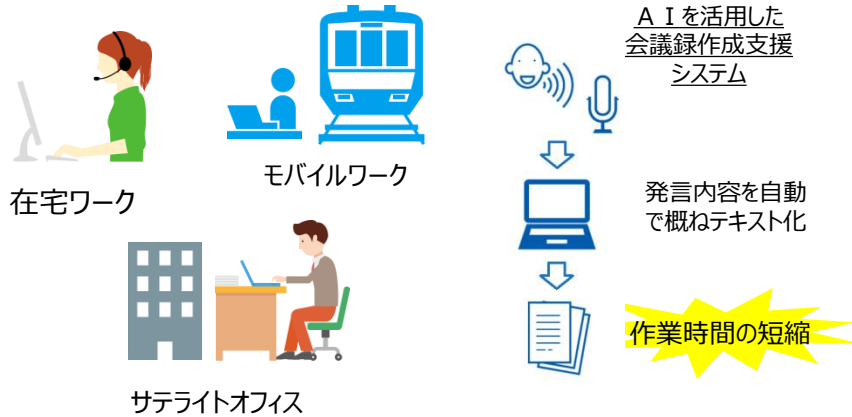 在宅ワーク
モバイルワーク
サテライトオフィス
ＡＩを活用した
会議録作成支援
システム
発言内容を自動
で概ねテキスト化
作業時間の短縮